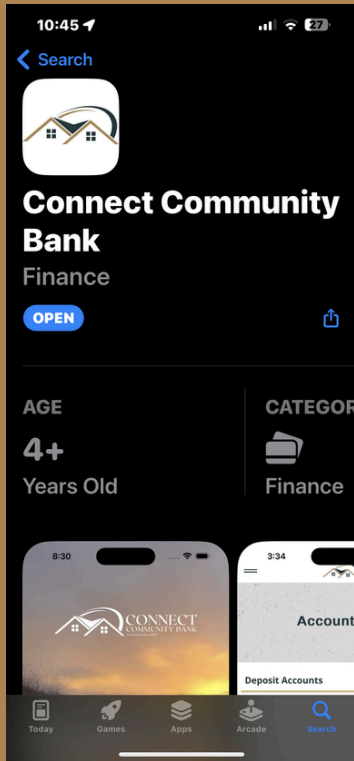 10:45
27
Search
Connect Community
Bank
Finance
OPEN
AGE
CATEGOR
4+
Years Old
Finance
8:30
3:34
CONNECT
COMMUNITY BANK
Account
Deposit Accounts
Today
Games
Apps
Arcade
Search